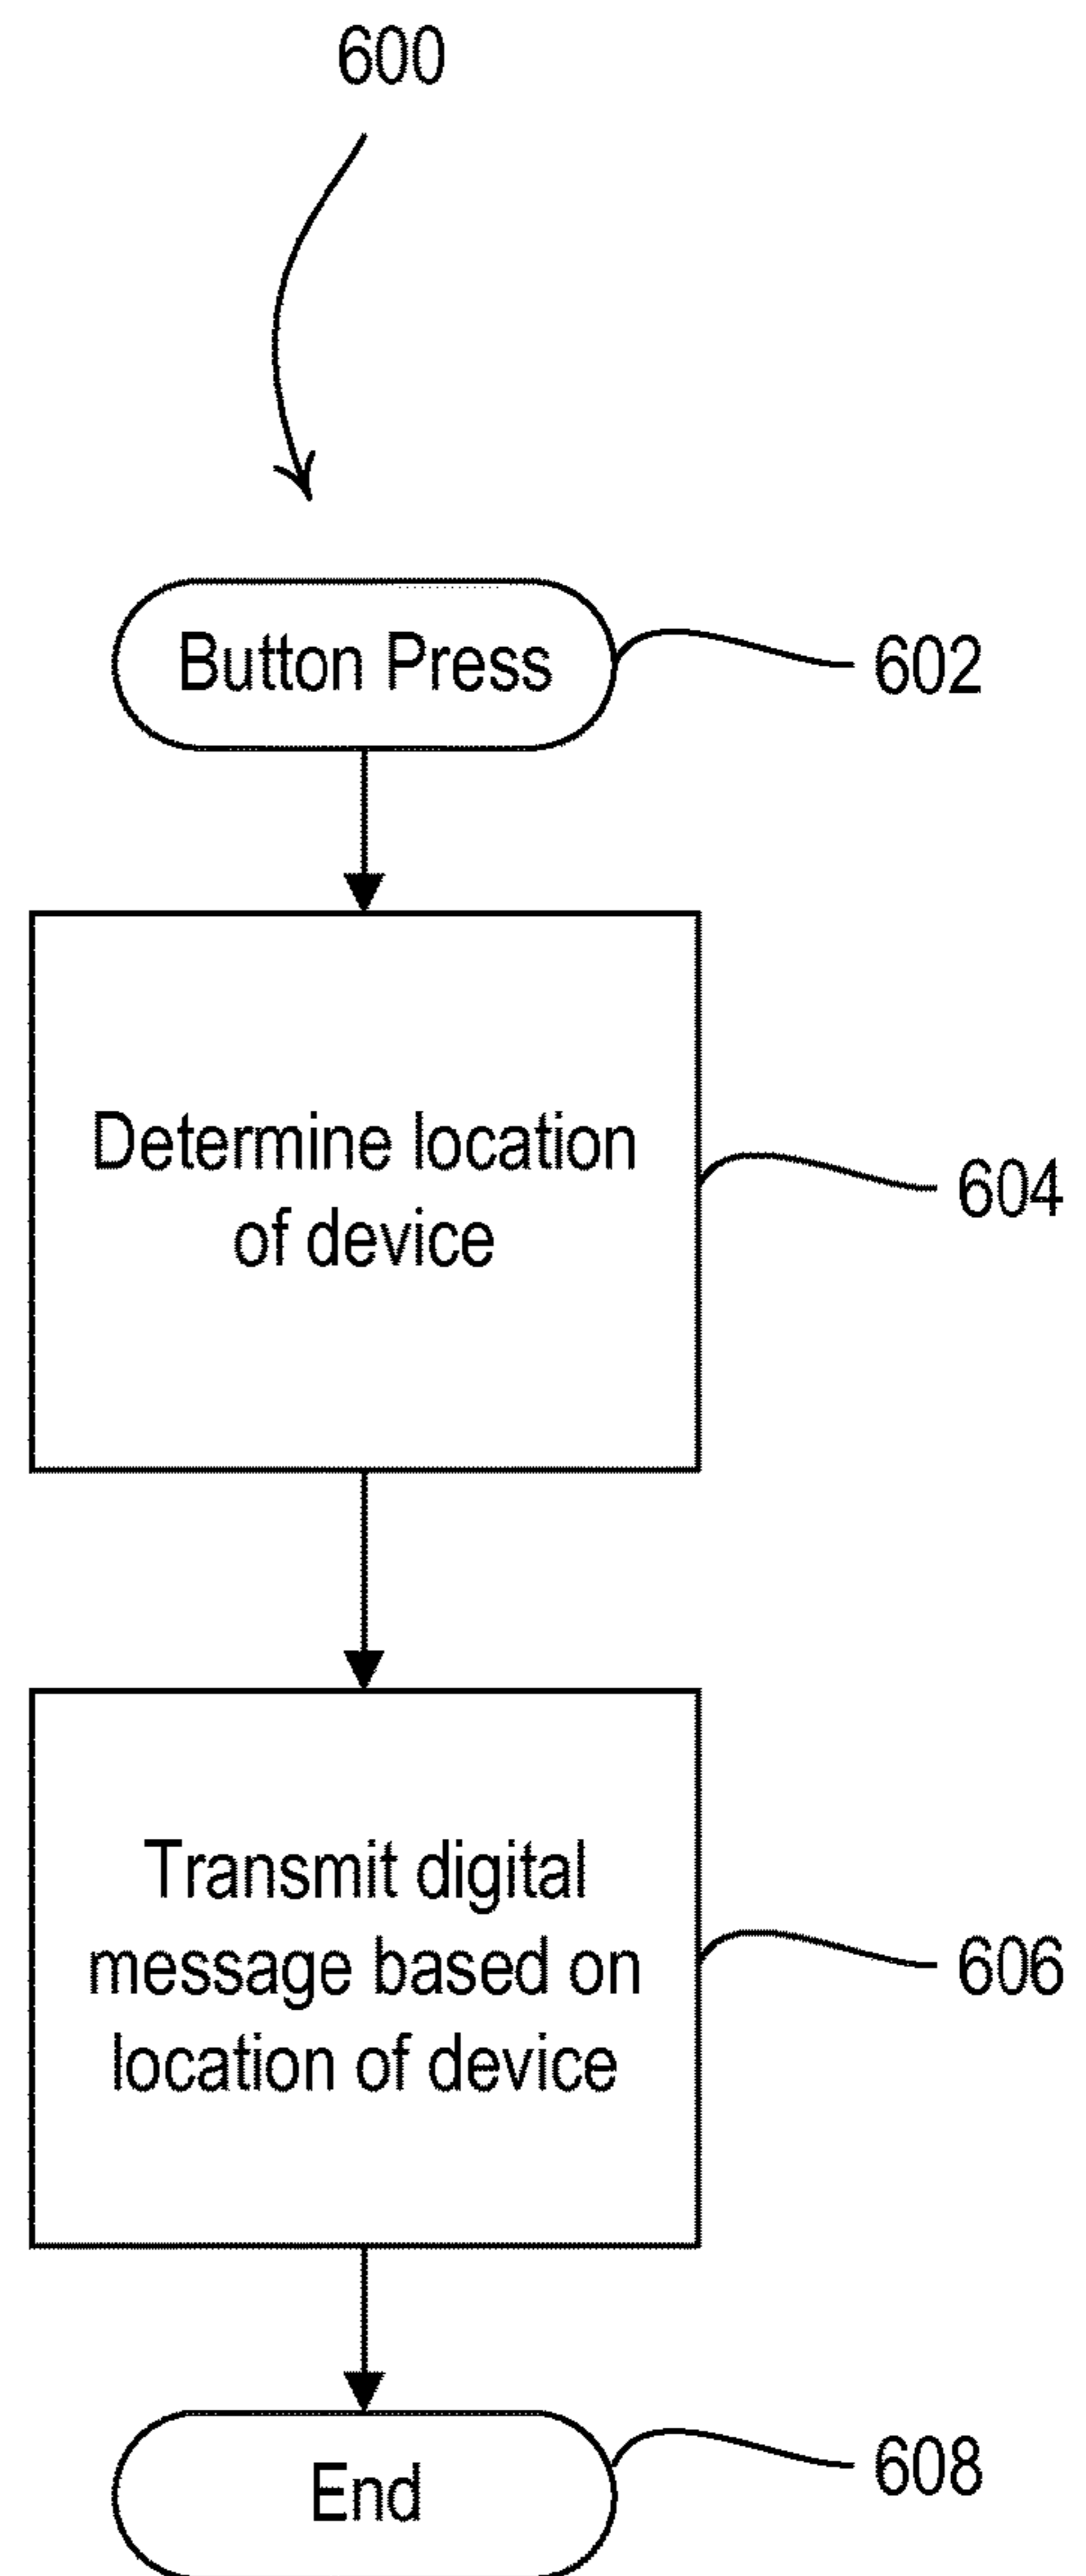 600
Button Press
602
Determine location
of device
604
Transmit digital
message based on
location of device
606
End
608